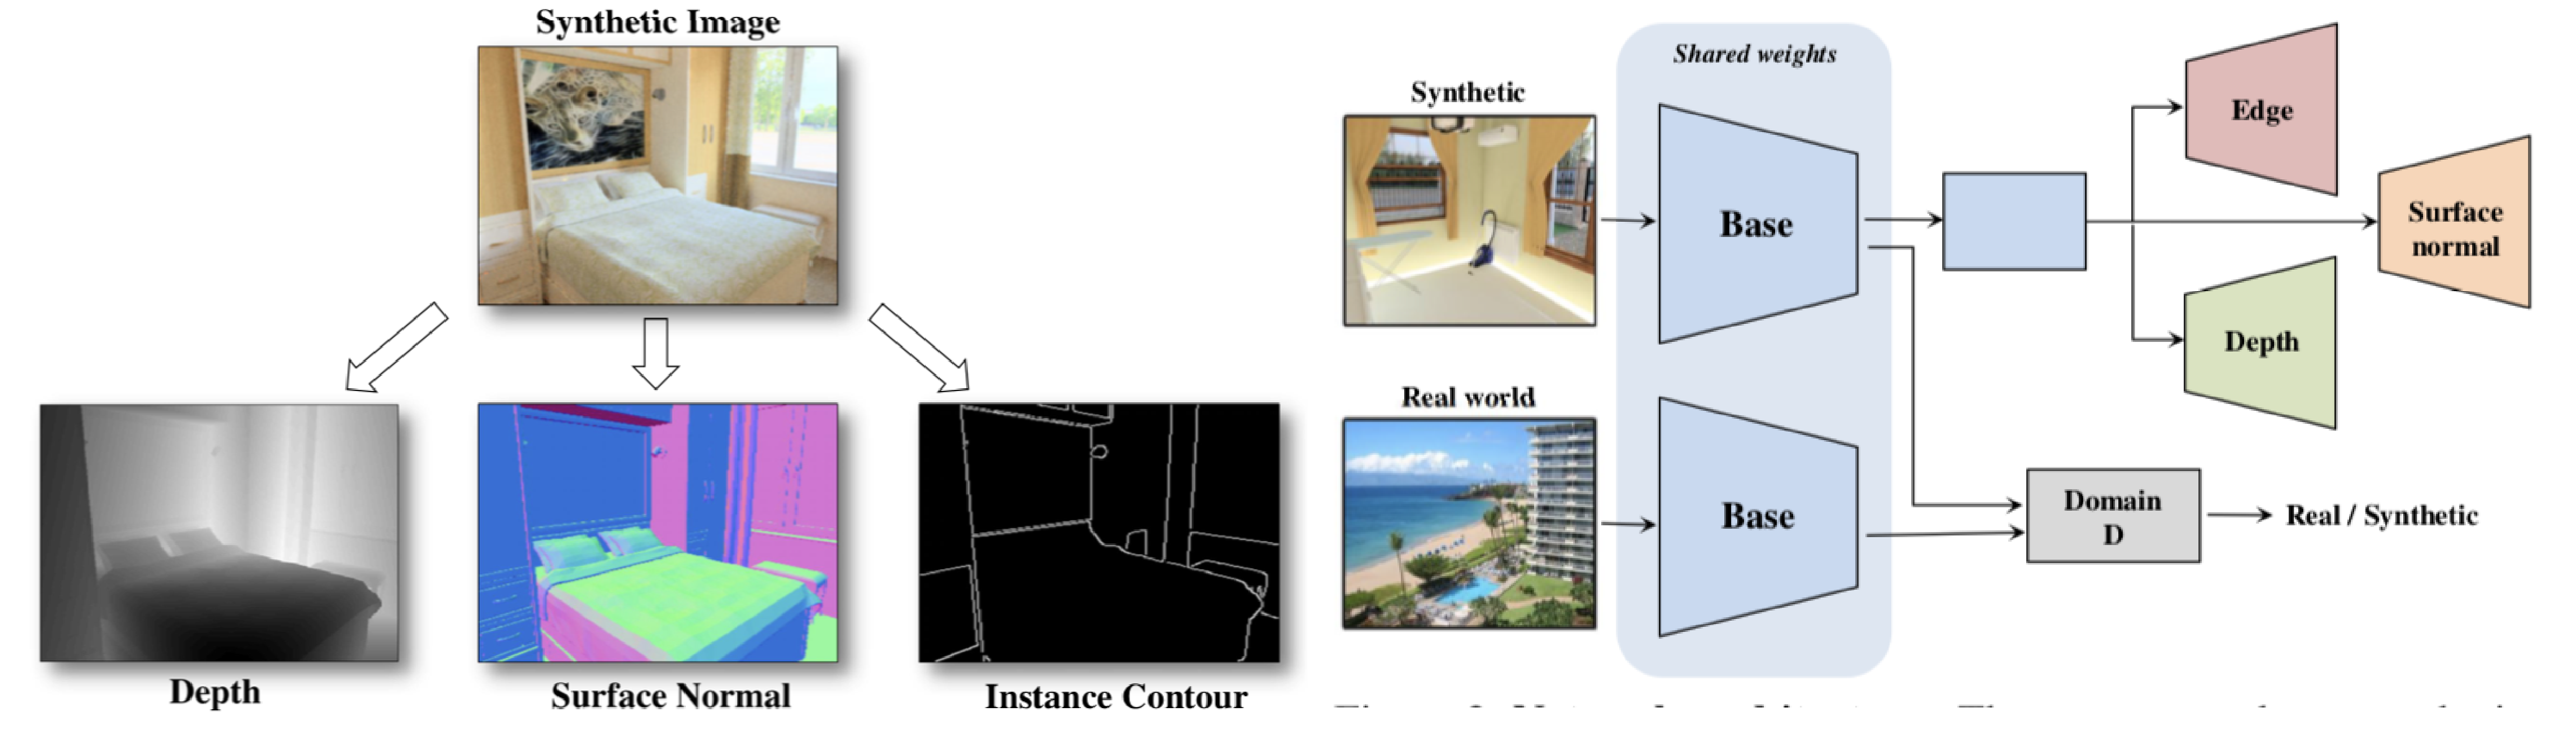 Synthetic Image
Depth
Surface Normal
Instance Contour
Shared weights
Synthetic
Base
Edge
Surface
normal
Depth
Real world
Base
Domain
D
Real / Synthetic